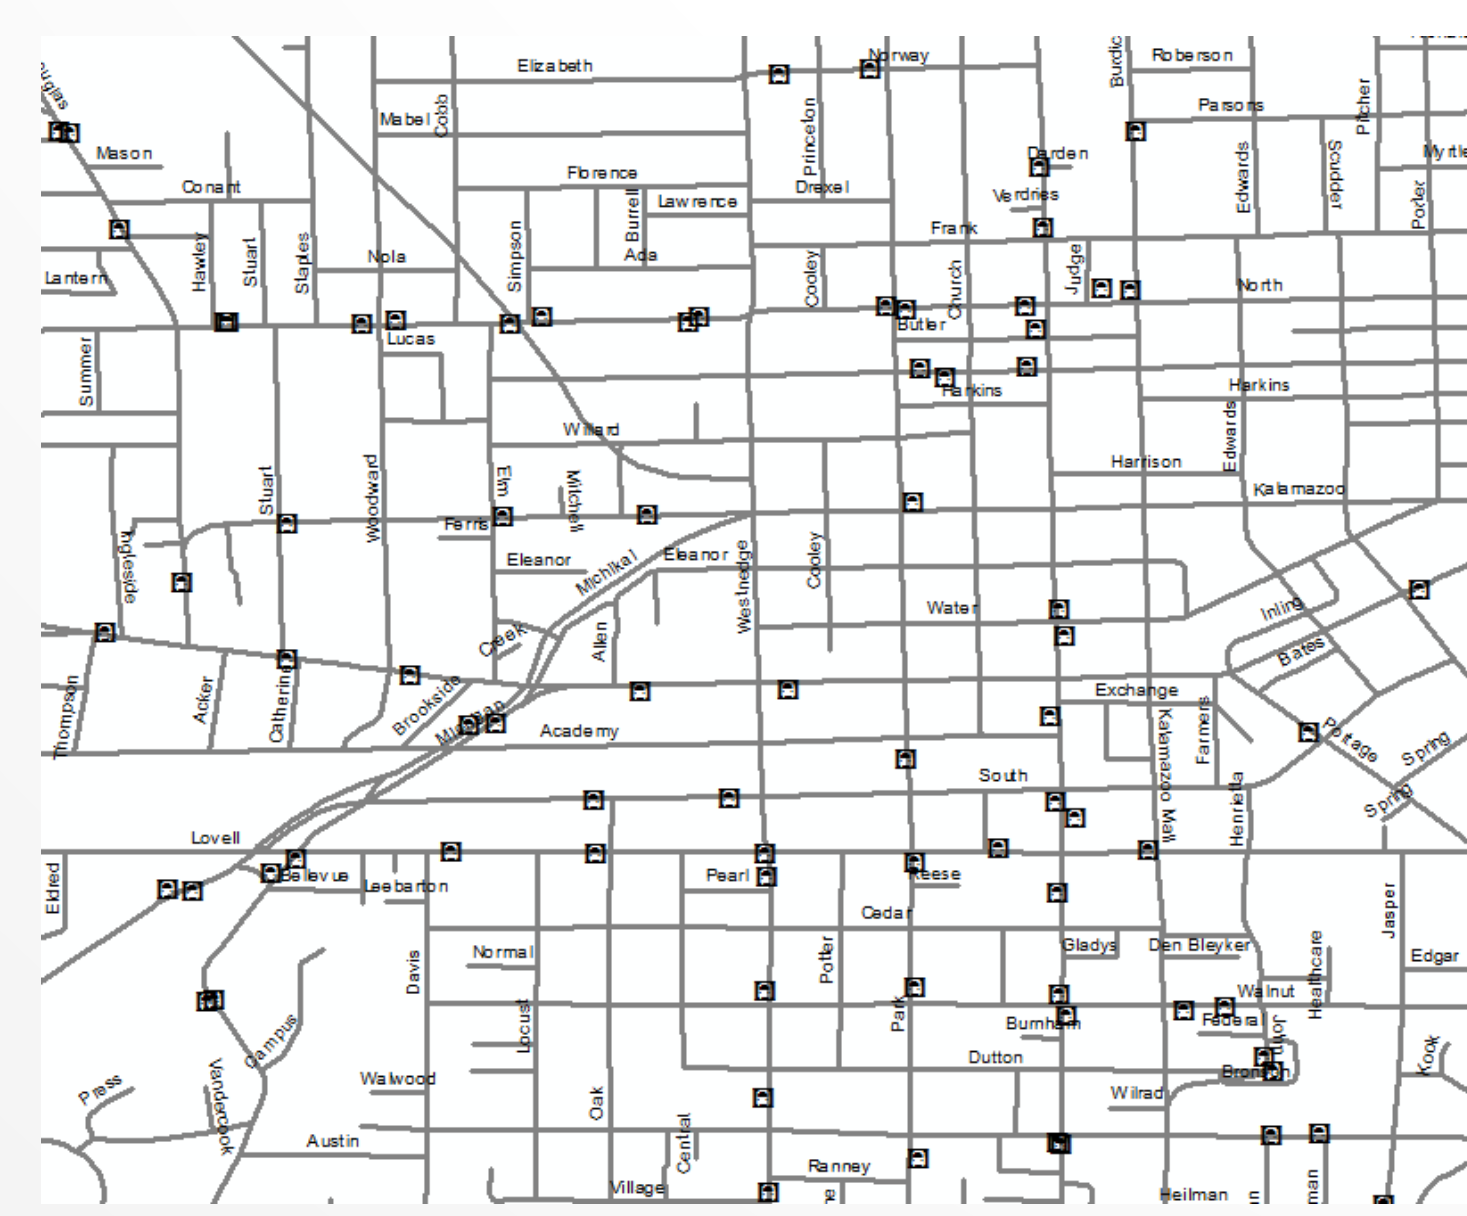 Elizabeth
Norway
Roberson
Mabel
Cobb
Princeton
Parsons
Pitcher
Mason
Darden
Edwards
Scudder
Conant
Florence
Drexel
Verdries
Lawrence
Burrell
Porter
Frank
Hawley
Stuart
Staples
Nola
Simpson
Ada
Cooley
Church
Judge
Lantern
North
Lucas
Butler
Summer
Harkins
Harkins
Willard
Edwards
Harrison
Stuart
Woodward
Elm
Mitchell
Kalamazoo
Ferris
Ingleside
Eleanor
Michikal
Eleanor
Westnedge
Cooley
Water
Inling
Creek
Allen
Bates
Thompson
Acker
Catherine
Brookside
Exchange
Michigan
Academy
Kalamazoo Mall
Farmers
Portage
Spring
South
Henrietta
Spring
Lovell
Eldred
Bellevue
Leebarton
Pearl
Reese
Jasper
Cedar
Normal
Davis
Potter
Gladys
Den Bleyker
Healthcare
Edgar
Walnut
Locust
Park
Burnham
Federal
John
Campus
Dutton
Bronson
Kook
Press
Vandercook
Walwood
Oak
Wilrad
Austin
Central
Ranney
Village
Heilman